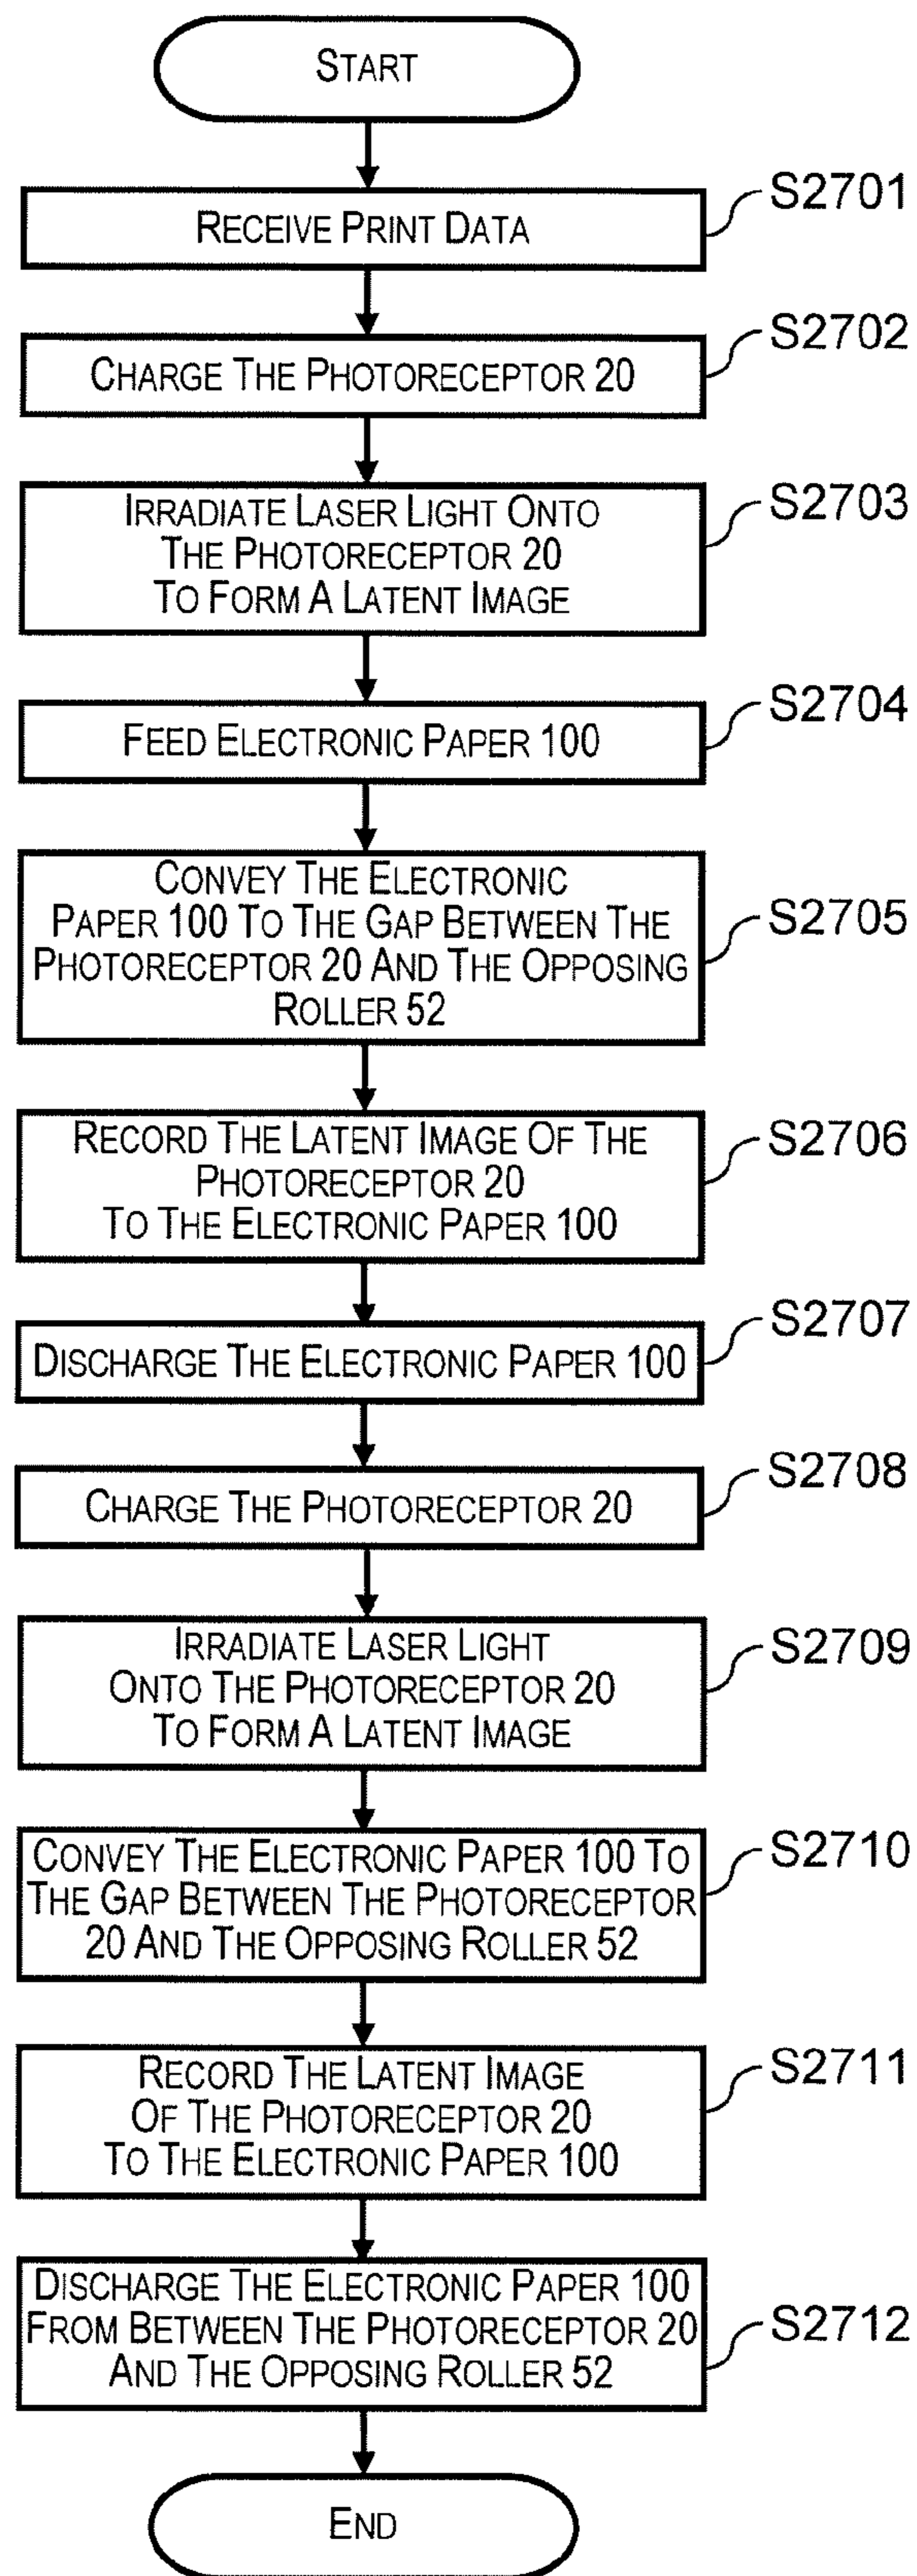 START
RECEIVE PRINT DATA
S2701
CHARGE THE PHOTORECEPTOR 20
S2702
IRRADIATE LASER LIGHT ONTO
THE PHOTORECEPTOR 20
TO FORM A LATENT IMAGE
S2703
FEED ELECTRONIC PAPER 100
S2704
CONVEY THE ELECTRONIC
PAPER 100 TO THE GAP BETWEEN THE
PHOTORECEPTOR 20 AND THE OPPOSING
ROLLER 52
S2705
RECORD THE LATENT IMAGE OF THE
PHOTORECEPTOR 20
TO THE ELECTRONIC PAPER 100
S2706
DISCHARGE THE ELECTRONIC PAPER 100
S2707
CHARGE THE PHOTORECEPTOR 20
S2708
IRRADIATE LASER LIGHT
ONTO THE PHOTORECEPTOR 20
TO FORM A LATENT IMAGE
S2709
CONVEY THE ELECTRONIC PAPER 100 TO
THE GAP BETWEEN THE PHOTORECEPTOR
20 AND THE OPPOSING ROLLER 52
S2710
RECORD THE LATENT IMAGE
OF THE PHOTORECEPTOR 20
TO THE ELECTRONIC PAPER 100
S2711
DISCHARGE THE ELECTRONIC PAPER 100
FROM BETWEEN THE PHOTORECEPTOR 20
AND THE OPPOSING ROLLER 52
S2712
END